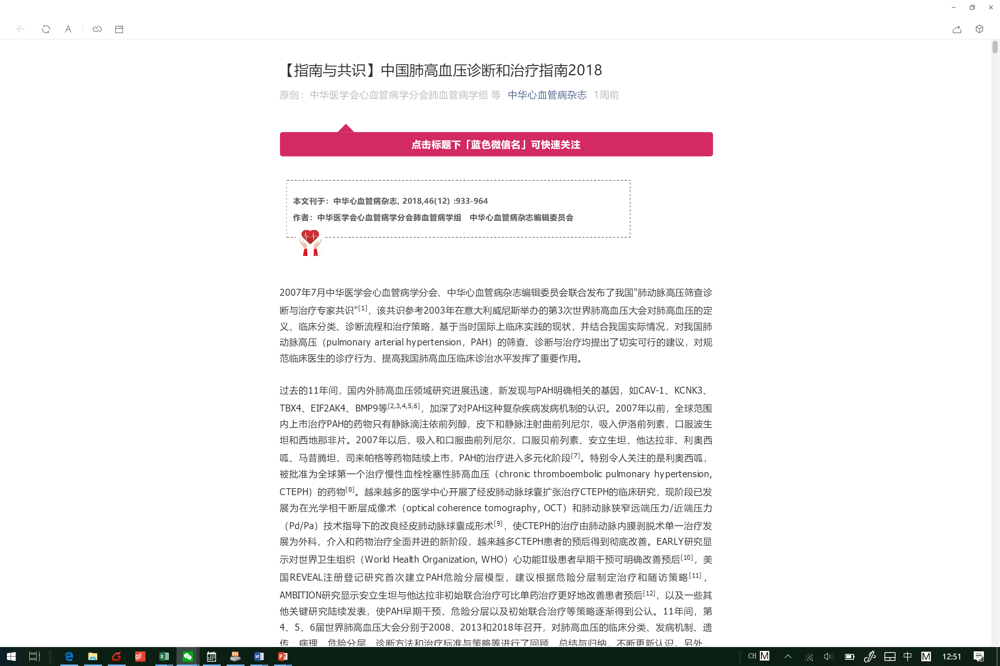 【指南与共识】中国肺高血压诊断和治疗指南2018
原创：中华医学会心血管病学分会肺血管病学组 等 中华心血管病杂志 1周前
点击标题下「蓝色微信名」可快速关注
本文刊于：中华心血管病杂志, 2018,46(12) :933-964
作者：中华医学会心血管病学分会肺血管病学组 中华心血管病杂志编辑委员会
2007年7月中华医学会心血管病学分会、中华心血管病杂志编辑委员会联合发布了我国"肺动脉高压筛查诊
断与治疗专家共识"[1]，该共识参考2003年在意大利威尼斯举办的第3次世界肺高血压大会对肺高血压的定
义、临床分类、诊断流程和治疗策略，基于当时国际上临床实践的现状，并结合我国实际情况，对我国肺
动脉高压（pulmonary arterial hypertension，PAH）的筛查、诊断与治疗均提出了切实可行的建议，对规
范临床医生的诊疗行为、提高我国肺高血压临床诊治水平发挥了重要作用。
过去的11年间，国内外肺高血压领域研究进展迅速，新发现与PAH明确相关的基因，如CAV-1、KCNK3、
TBX4、EIF2AK4、BMP9等[2,3,4,5,6]，加深了对PAH这种复杂疾病发病机制的认识。2007年以前，全球范围
内上市治疗PAH的药物只有静脉滴注依前列醇，皮下和静脉注射曲前列尼尔，吸入伊洛前列素，口服波生
坦和西地那非片。2007年以后，吸入和口服曲前列尼尔，口服贝前列素、安立生坦、他达拉非、利奥西
呱、马昔腾坦、司来帕格等药物陆续上市，PAH的治疗进入多元化阶段[7]。特别令人关注的是利奥西呱，
被批准为全球第一个治疗慢性血栓栓塞性肺高血压（chronic thromboembolic pulmonary hypertension,
CTEPH）的药物[8]。越来越多的医学中心开展了经皮肺动脉球囊扩张治疗CTEPH的临床研究，现阶段已发
展为在光学相干断层成像术（optical coherence tomography, OCT）和肺动脉狭窄远端压力/近端压力
（Pd/Pa）技术指导下的改良经皮肺动脉球囊成形术[9]，使CTEPH的治疗由肺动脉内膜剥脱术单一治疗发
展为外科、介入和药物治疗全面并进的新阶段，越来越多CTEPH患者的预后得到彻底改善。EARLY研究显
示对世界卫生组织（World Health Organization, WHO）心功能II级患者早期干预可明确改善预后[10]，美
国REVEAL注册登记研究首次建立PAH危险分层模型，建议根据危险分层制定治疗和随访策略[11]，
AMBITION研究显示安立生坦与他达拉非初始联合治疗可比单药治疗更好地改善患者预后[12]，以及一些其
他关键研究陆续发表，使PAH早期干预、危险分层以及初始联合治疗等策略逐渐得到公认。11年间，第
4、5、6届世界肺高血压大会分别于2008、2013和2018年召开，对肺高血压的临床分类、发病机制、遗
传、病理、危险分层、诊断方法和治疗标准与策略等进行了回顾、总结与归纳，不断更新认识。另外，
CH M 中 M 12:51